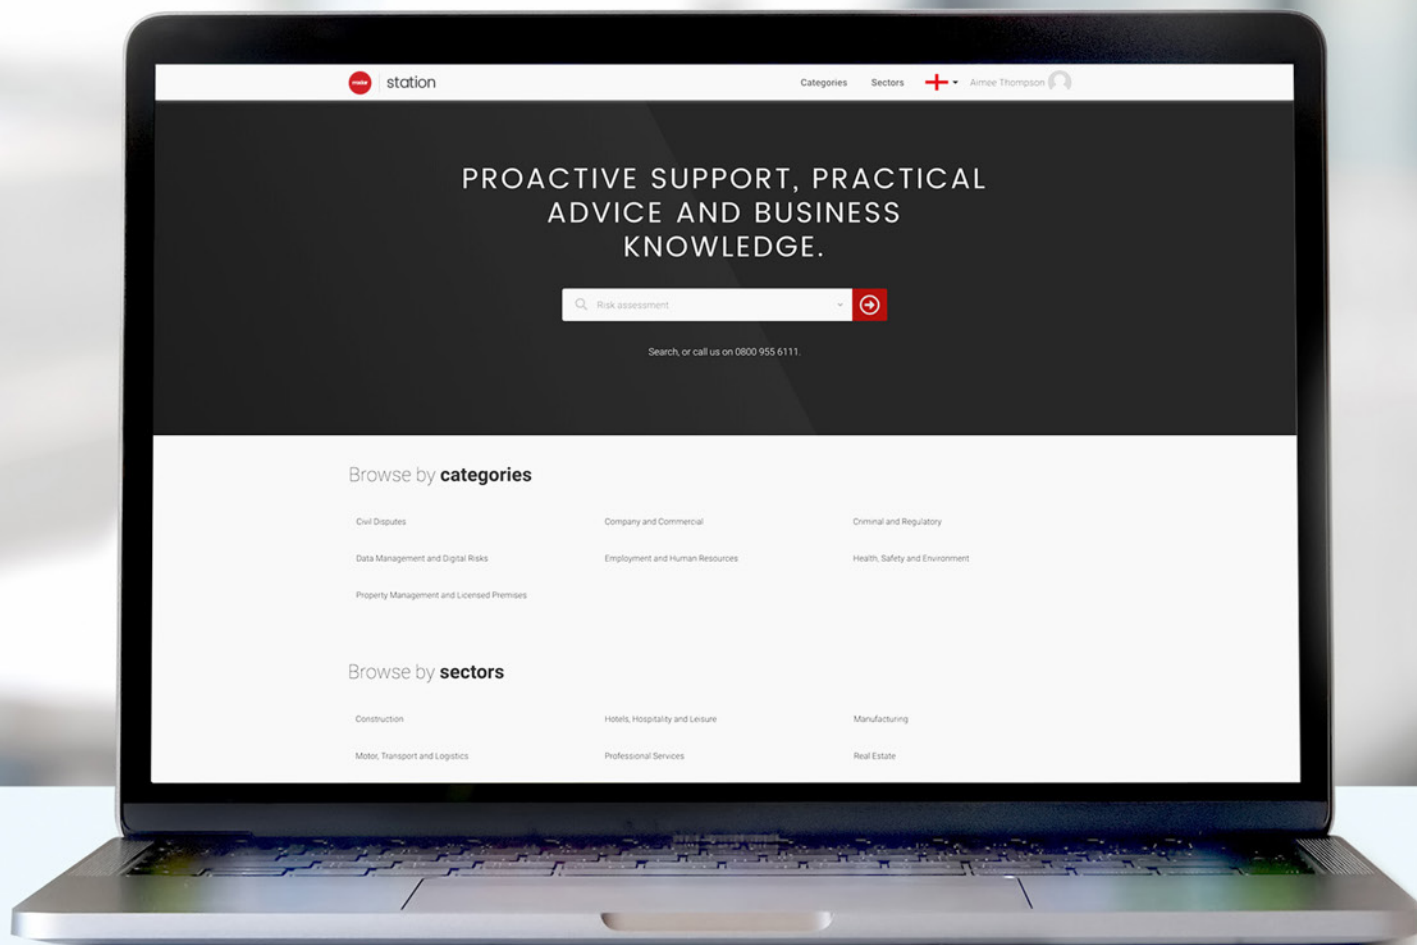 station
Categories Sectors Aimee Thompson
PROACTIVE SUPPORT, PRACTICAL
ADVICE AND BUSINESS
KNOWLEDGE.
Risk assessment
Search, or call us on 0800 955 6111.
Browse by categories
Civil Disputes Company and Commercial Criminal and Regulatory
Data Management and Digital Risks Employment and Human Resources Health, Safety and Environment
Property Management and Licensed Premises
Browse by sectors
Construction Hotels, Hospitality and Leisure Manufacturing
Motor, Transport and Logistics Professional Services Real Estate